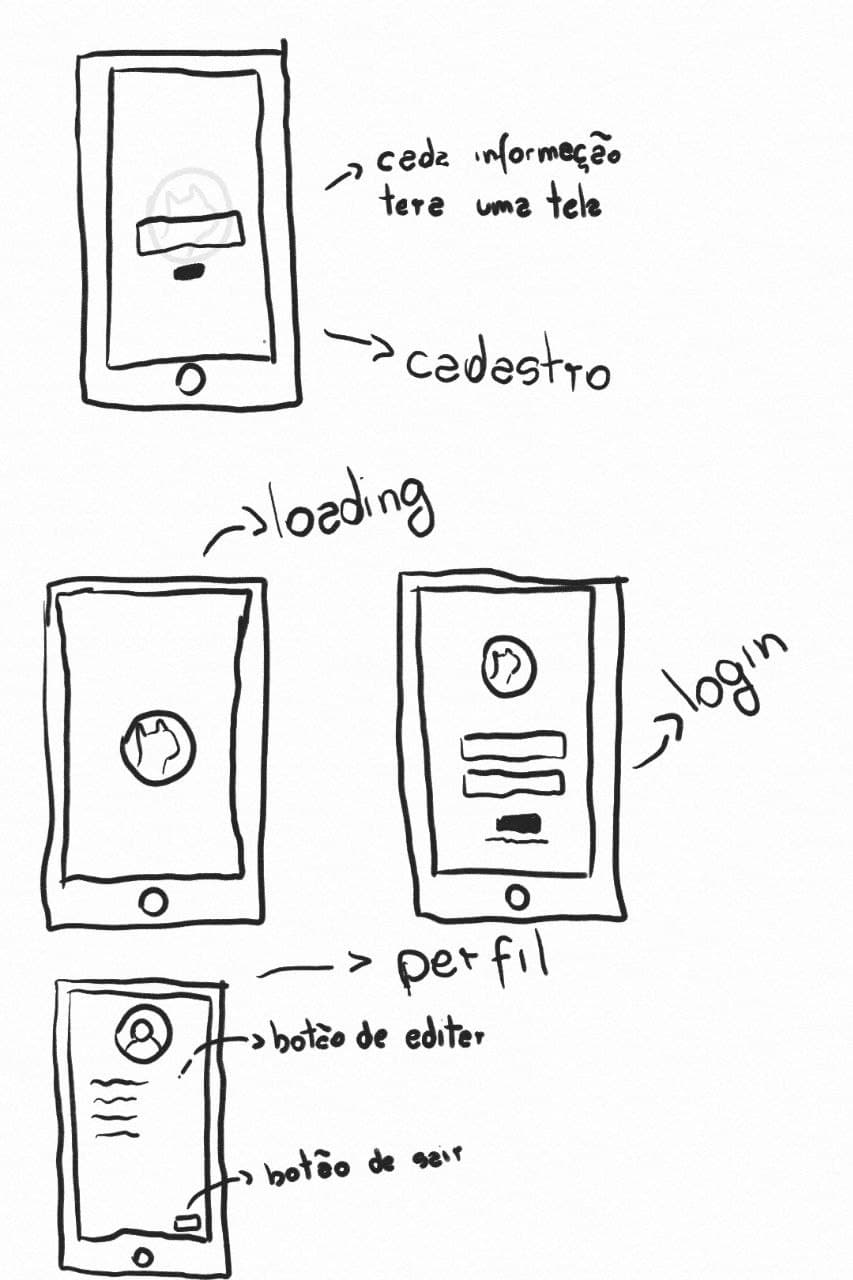 cada informação
tera uma tela
cadastro
loading
login
perfil
botão de editar
botão de sair